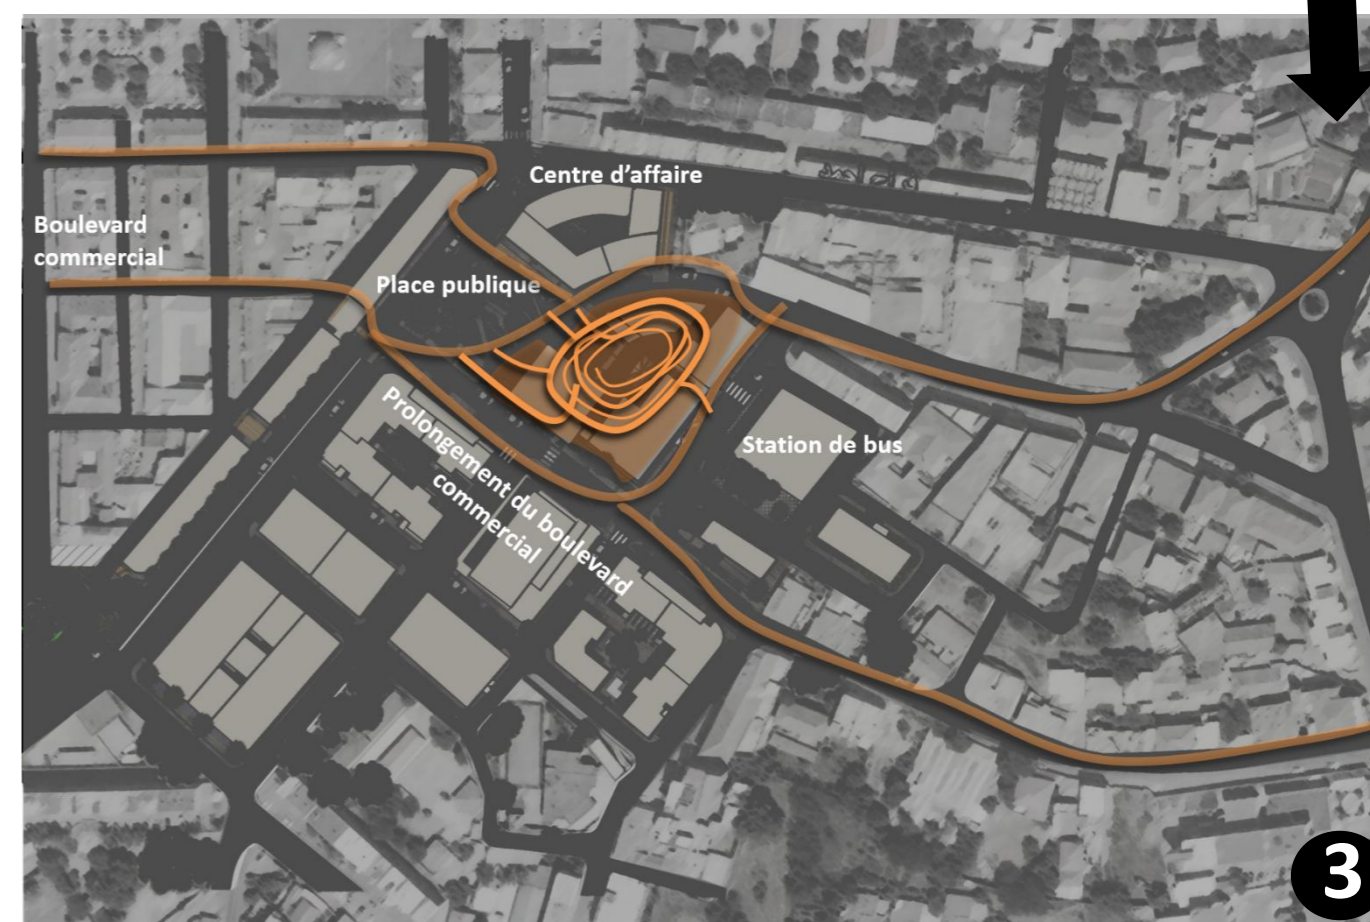 Centre d'affaire
Boulevard
commercial
Place publique
Station de bus
Prolongement du boulevard
commercial
3